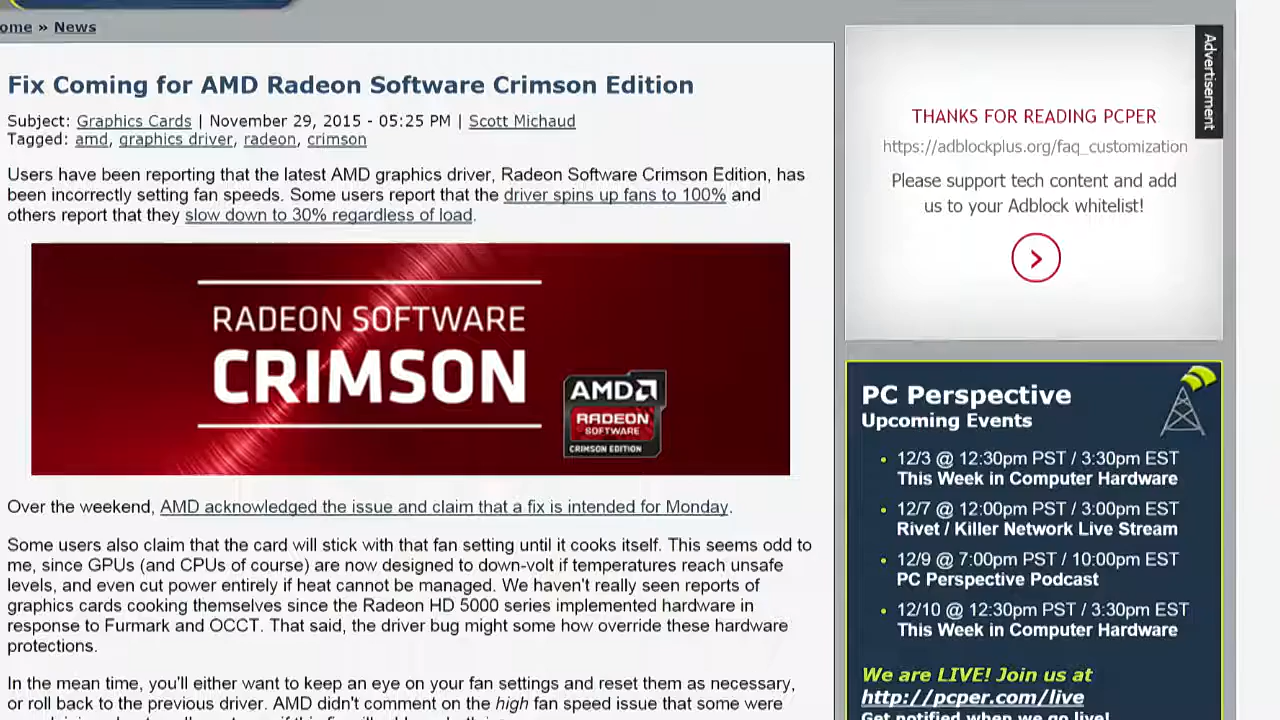 ome » News
Fix Coming for AMD Radeon Software Crimson Edition
Subject: Graphics Cards | November 29, 2015 - 05:25 PM | Scott Michaud
Tagged: amd, graphics driver, radeon, crimson
Users have been reporting that the latest AMD graphics driver, Radeon Software Crimson Edition, has
been incorrectly setting fan speeds. Some users report that the driver spins up fans to 100% and
others report that they slow down to 30% regardless of load.
RADEON SOFTWARE
CRIMSON
AMD
RADEON
SOFTWARE
CRIMSON EDITION
Over the weekend, AMD acknowledged the issue and claim that a fix is intended for Monday.
Some users also claim that the card will stick with that fan setting until it cooks itself. This seems odd to
me, since GPUs (and CPUs of course) are now designed to down-volt if temperatures reach unsafe
levels, and even cut power entirely if heat cannot be managed. We haven't really seen reports of
graphics cards cooking themselves since the Radeon HD 5000 series implemented hardware in
response to Furmark and OCCT. That said, the driver bug might some how override these hardware
protections.
In the mean time, you'll either want to keep an eye on your fan settings and reset them as necessary,
or roll back to the previous driver. AMD didn't comment on the high fan speed issue that some were
Advertisement
THANKS FOR READING PCPER
https://adblockplus.org/faq_customization
Please support tech content and add
us to your Adblock whitelist!
PC Perspective
Upcoming Events
12/3 @ 12:30pm PST / 3:30pm EST
This Week in Computer Hardware
12/7 @ 12:00pm PST / 3:00pm EST
Rivet / Killer Network Live Stream
12/9 @ 7:00pm PST / 10:00pm EST
PC Perspective Podcast
12/10 @ 12:30pm PST / 3:30pm EST
This Week in Computer Hardware
We are LIVE! Join us at
http://pcper.com/live
Get notified when we go live!